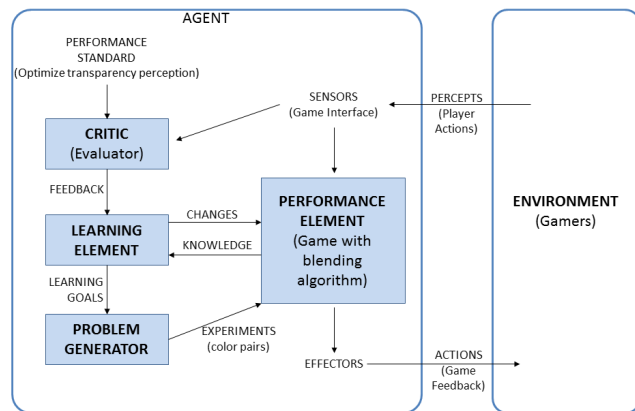 AGENT
PERFORMANCE
STANDARD
(Optimize transparency perception)
SENSORS
(Game Interface)
PERCEPTS
(Player
Actions)
CRITIC
(Evaluator)
FEEDBACK
LEARNING
ELEMENT
CHANGES
KNOWLEDGE
PERFORMANCE
ELEMENT
(Game with
blending
algorithm)
ENVIRONMENT
(Gamers)
LEARNING
GOALS
PROBLEM
GENERATOR
EXPERIMENTS
(color pairs)
EFFECTORS
ACTIONS
(Game
Feedback)